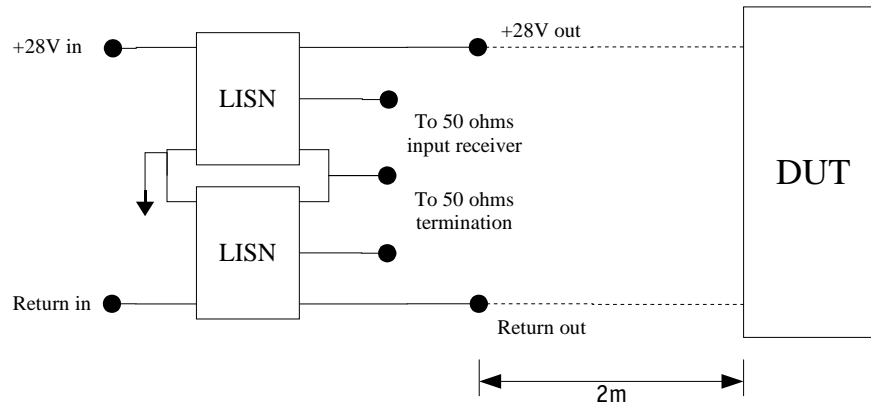 +28V in
+28V out
LISN
To 50 ohms
input receiver
DUT
To 50 ohms
termination
LISN
Return in
Return out
2m